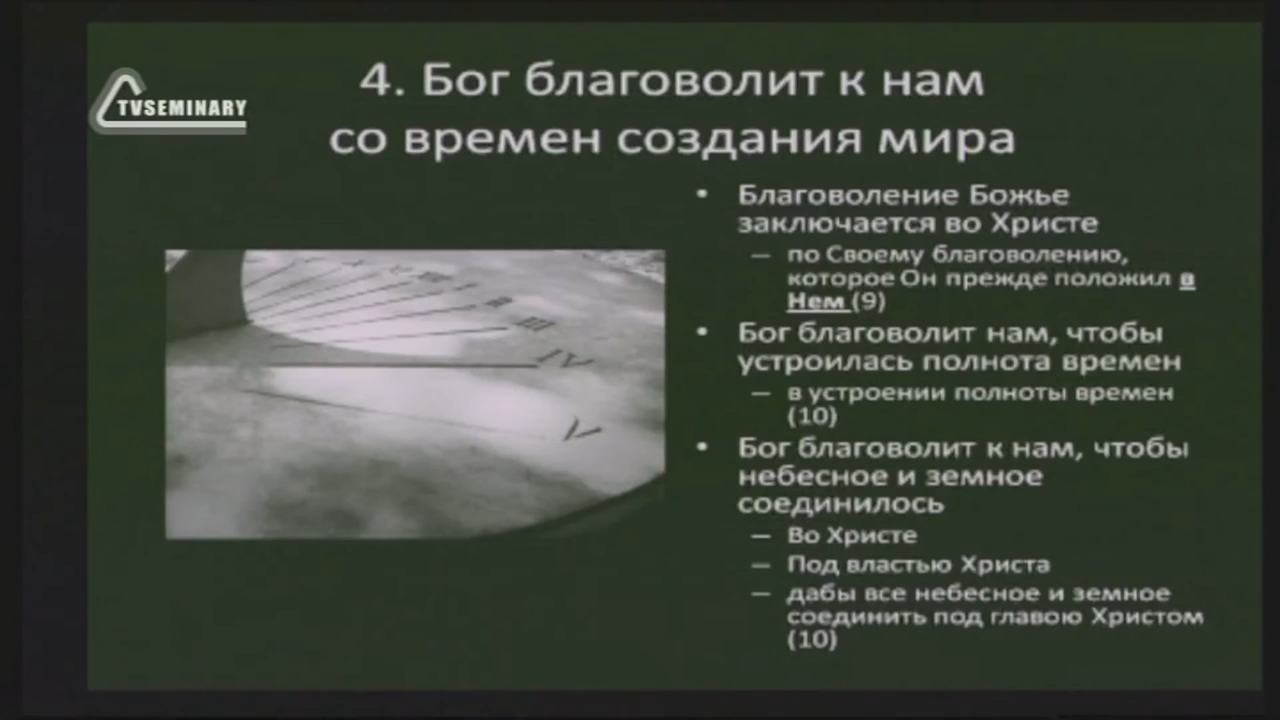 TVSEMINARY
4. Бог благоволит к нам
со времен создания мира
• Благоволение Божье
заключается во Христе
– по Своему благоволению,
которое Он прежде положил в
Нем (9)
• Бог благоволит нам, чтобы
устроилась полнота времен
– в устроении полноты времен
(10)
• Бог благоволит к нам, чтобы
небесное и земное
соединилось
– Во Христе
– Под властью Христа
– дабы все небесное и земное
соединить под главою Христом
(10)
III
IV
V